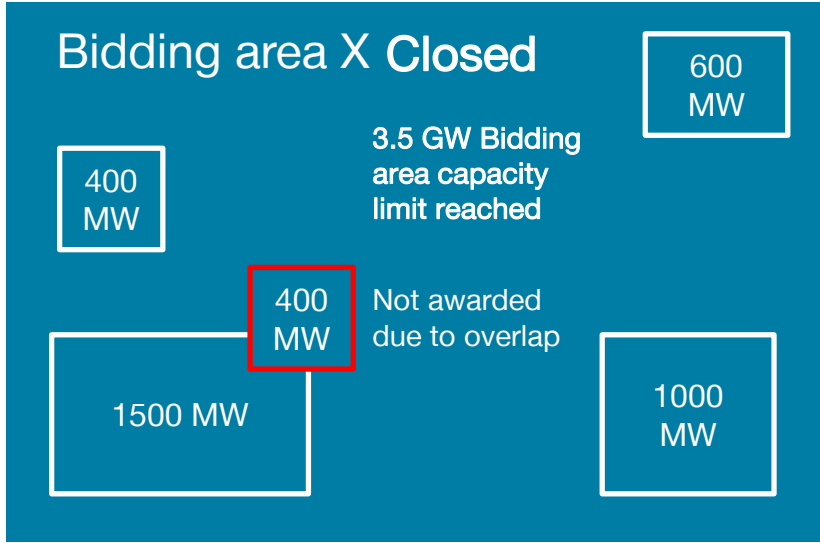 Bidding area X Closed
600
MW
3.5 GW Bidding
area capacity
limit reached
400
MW
400
MW
Not awarded
due to overlap
1500 MW
1000
MW